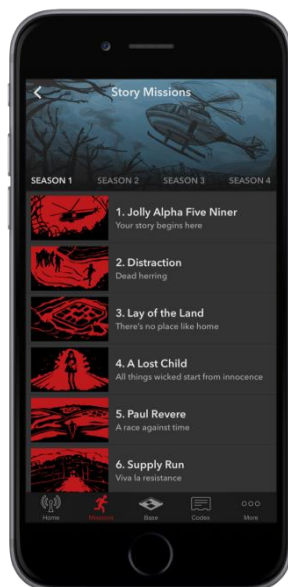 Story Missions
SEASON 1 SEASON 2 SEASON 3 SEASON 4
1. Jolly Alpha Five Niner
Your story begins here
2. Distraction
Dead herring
3. Lay of the Land
There's no place like home
4. A Lost Child
All things wicked start from innocence
5. Paul Revere
A race against time
6. Supply Run
Viva la resistance
Home Missions Base Codex More